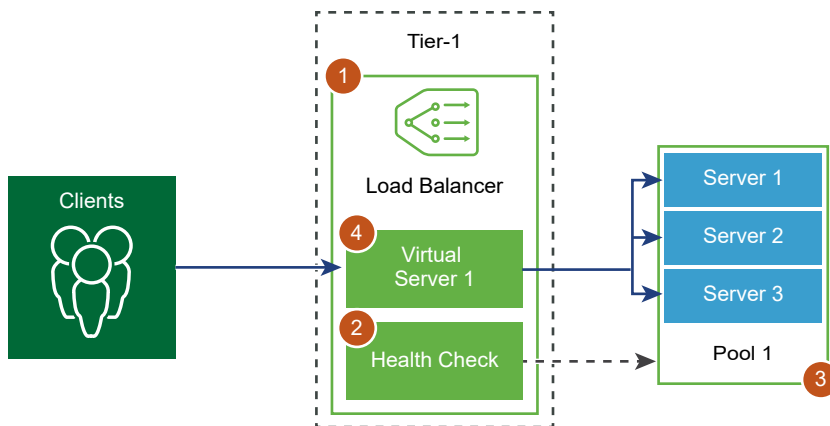 Tier-1
1
Load Balancer
Clients
4
Virtual
Server 1
2
Health Check
Server 1
Server 2
Server 3
Pool 1
3